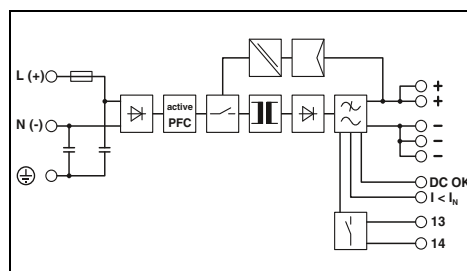 L (+)
N (-)
active
PFC
+
+
–
–
–
DC OK
I < IN
13
14